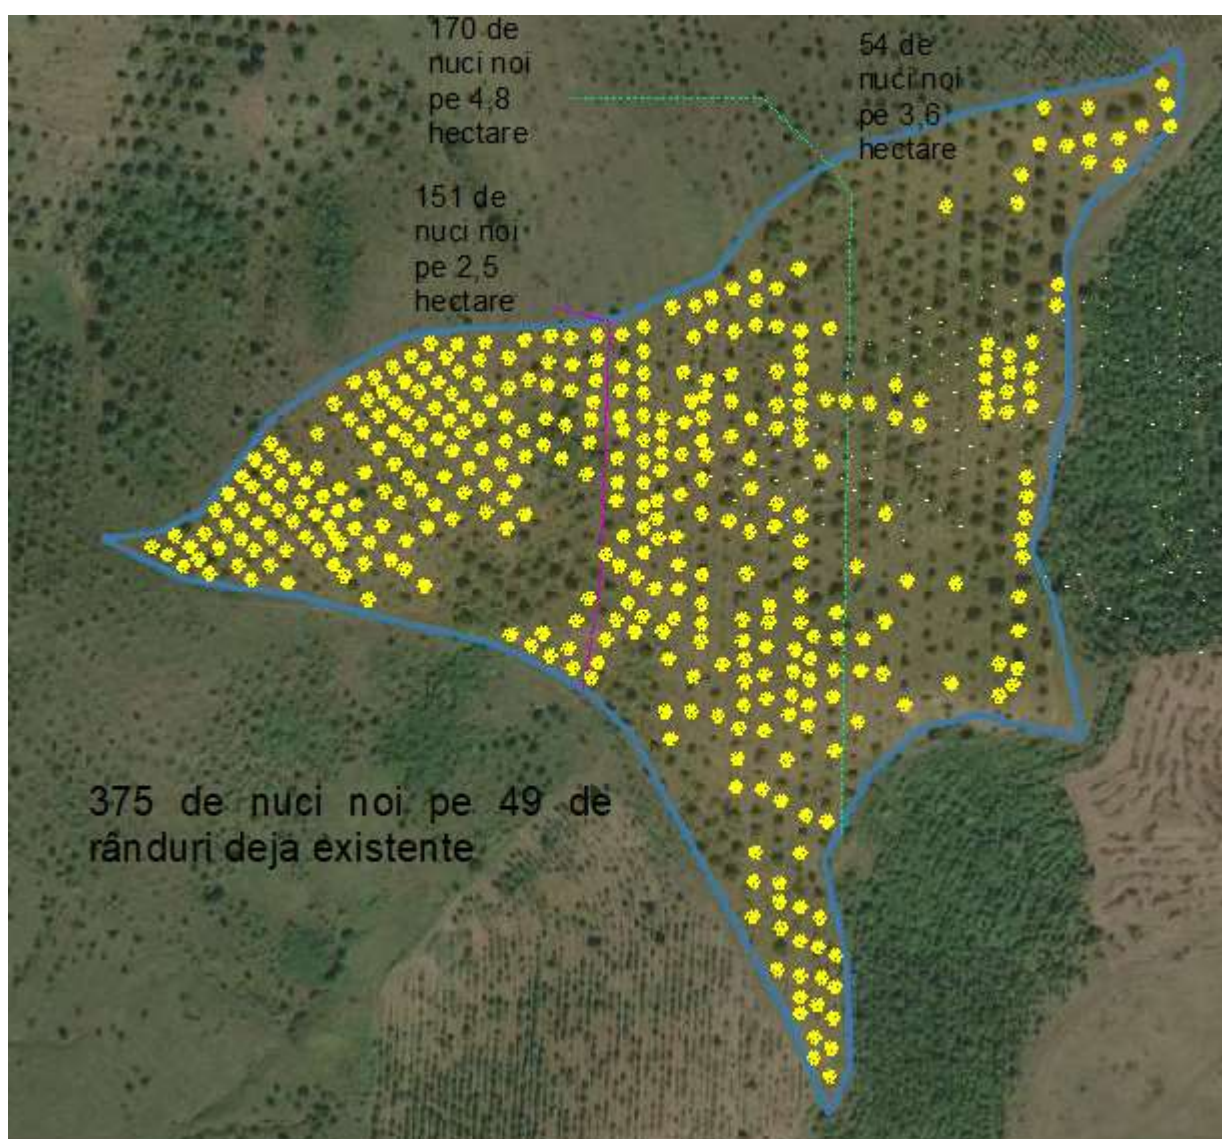 170 de
nuci noi
pe 4,8
hectare
54 de
nuci noi
pe 3,6
hectare
151 de
nuci noi
pe 2,5
hectare
375 de nuci noi pe 49 de
rânduri deja existente